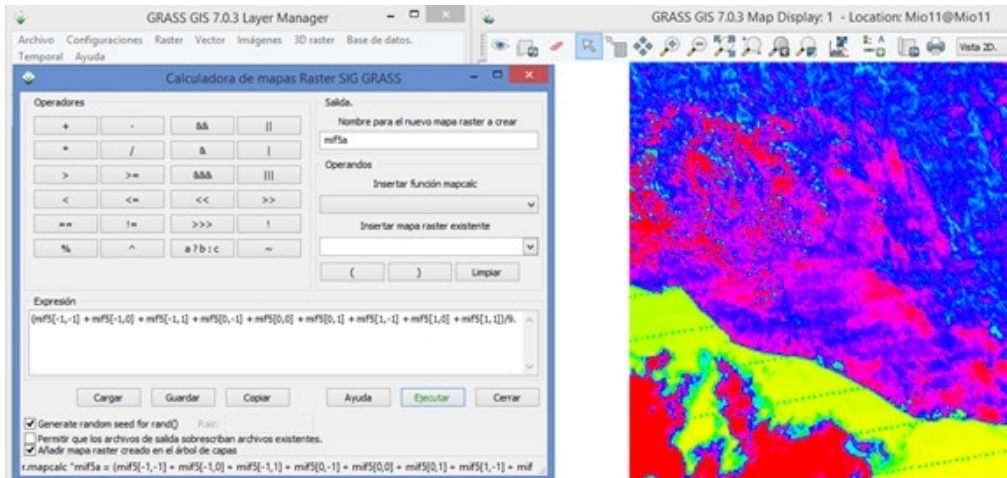 GRASS GIS 7.0.3 Layer Manager
Archivo Configuraciones Raster Vector Imágenes 3D raster Base de datos.
Temporal Ayuda
GRASS GIS 7.0.3 Map Display: 1 - Location: Mio11@Mio11
Vista 2D.
Calculadora de mapas Raster SIG GRASS
Operadores
+ - && ||
* / & |
> >= &&& |||
< <= << >>
== != >>> !
% ^ a?b:c ~
Salida.
Nombre para el nuevo mapa raster a crear
mif5a
Operandos
Insertar función mapcalc
Insertar mapa raster existente
( ) Limpiar
Expresión
(mif5[-1,-1] + mif5[-1,0] + mif5[-1,1] + mif5[0,-1] + mif5[0,0] + mif5[0,1] + mif5[1,-1] + mif5[1,0] + mif5[1,1])/9.
Cargar Guardar Copiar Ayuda Ejecutar Cerrar
Generate random seed for rand() Raiz:
Permitir que los archivos de salida sobrescriban archivos existentes.
Añadir mapa raster creado en el árbol de capas
r.mapcalc "mif5a = (mif5[-1,-1] + mif5[-1,0] + mif5[-1,1] + mif5[0,-1] + mif5[0,0] + mif5[0,1] + mif5[1,-1] + mif